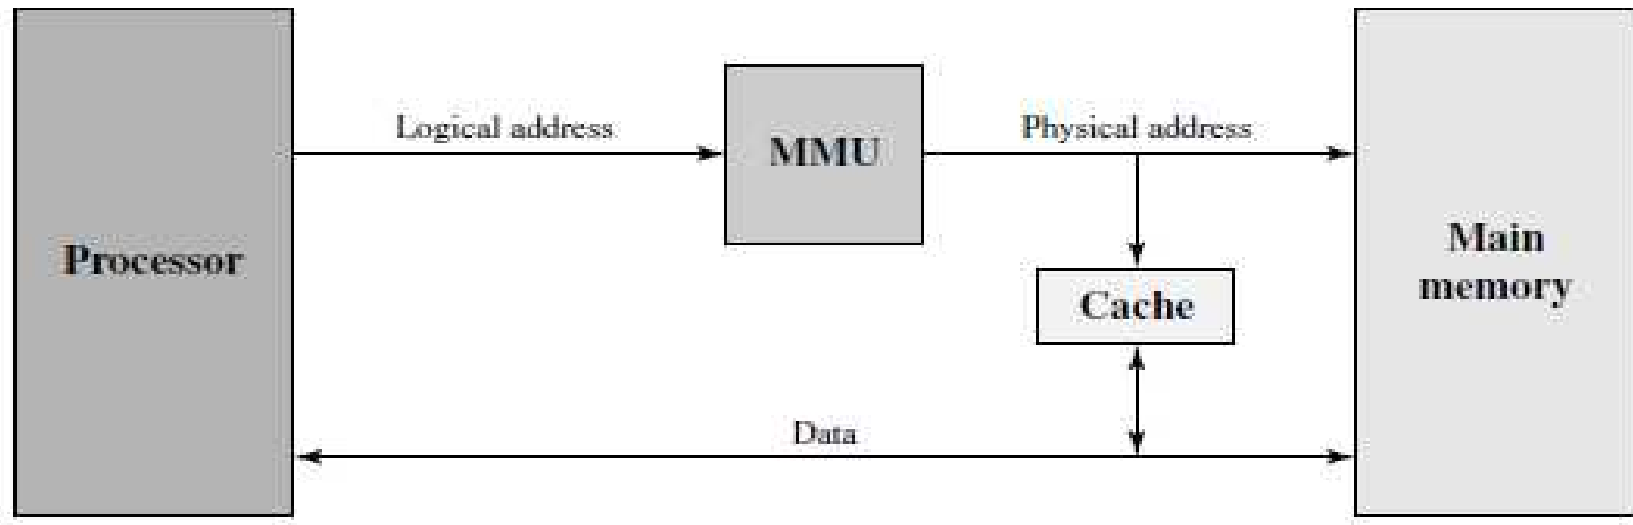 Logical address
MMU
Physical address
Processor
Main
memory
Cache
Data